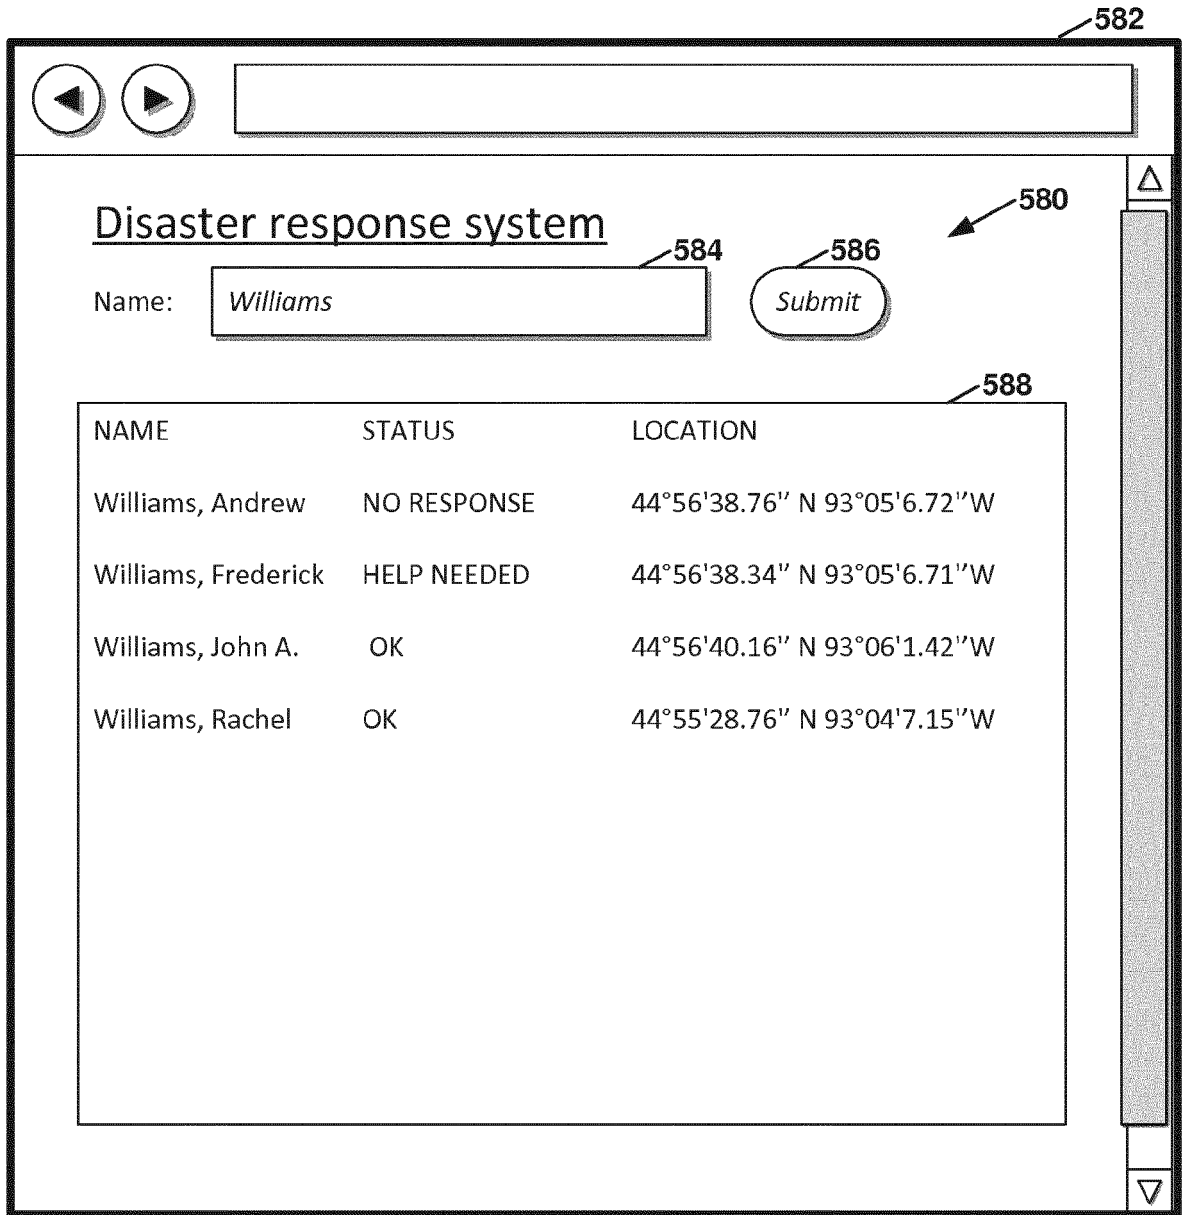 582
Disaster response system
580
584
586
Name: Williams Submit
588
NAME STATUS LOCATION
Williams, Andrew NO RESPONSE 44°56'38.76" N 93°05'6.72"W
Williams, Frederick HELP NEEDED 44°56'38.34" N 93°05'6.71"W
Williams, John A. OK 44°56'40.16" N 93°06'1.42"W
Williams, Rachel OK 44°55'28.76" N 93°04'7.15"W